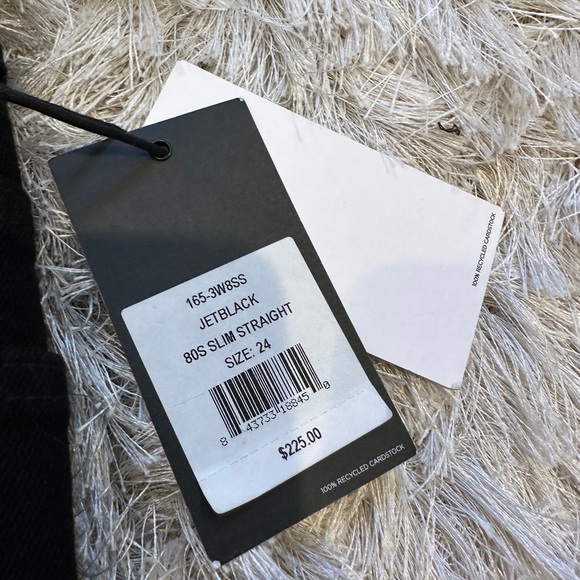 165-3W8SS
JETBLACK
80S SLIM STRAIGHT
SIZE: 24
8 43733 18845 0
$225.00
100% RECYCLED CARDSTOCK
100% RECYCLED CARDSTOCK